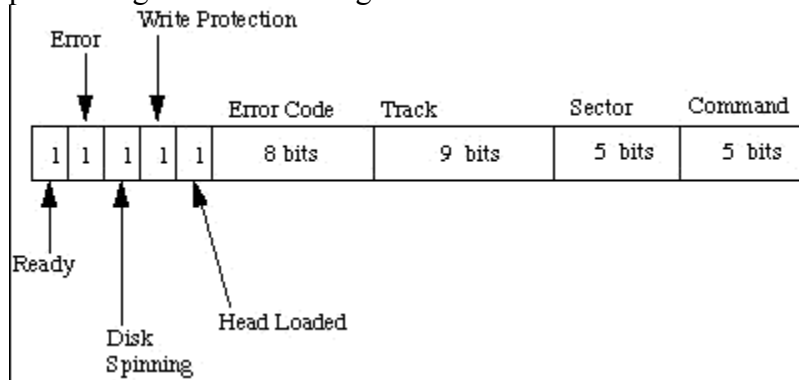 Write Protection
Error
Error Code Track Sector Command
1 1 1 1 1 8 bits 9 bits 5 bits 5 bits
Ready
Head Loaded
Disk
Spinning